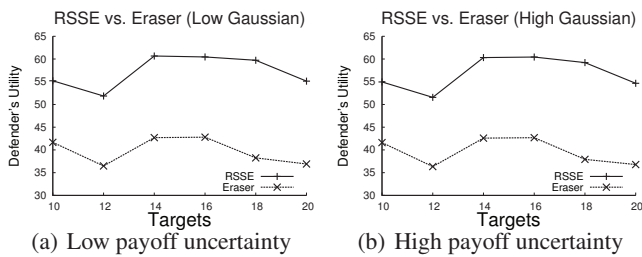 RSSE vs. Eraser (Low Gaussian)
65
60
55
50
45
40
35
30
Defender's Utility
RSSE
Eraser
10 12 14 16 18 20
Targets
(a) Low payoff uncertainty
RSSE vs. Eraser (High Gaussian)
65
60
55
50
45
40
35
30
Defender's Utility
RSSE
Eraser
10 12 14 16 18 20
Targets
(b) High payoff uncertainty